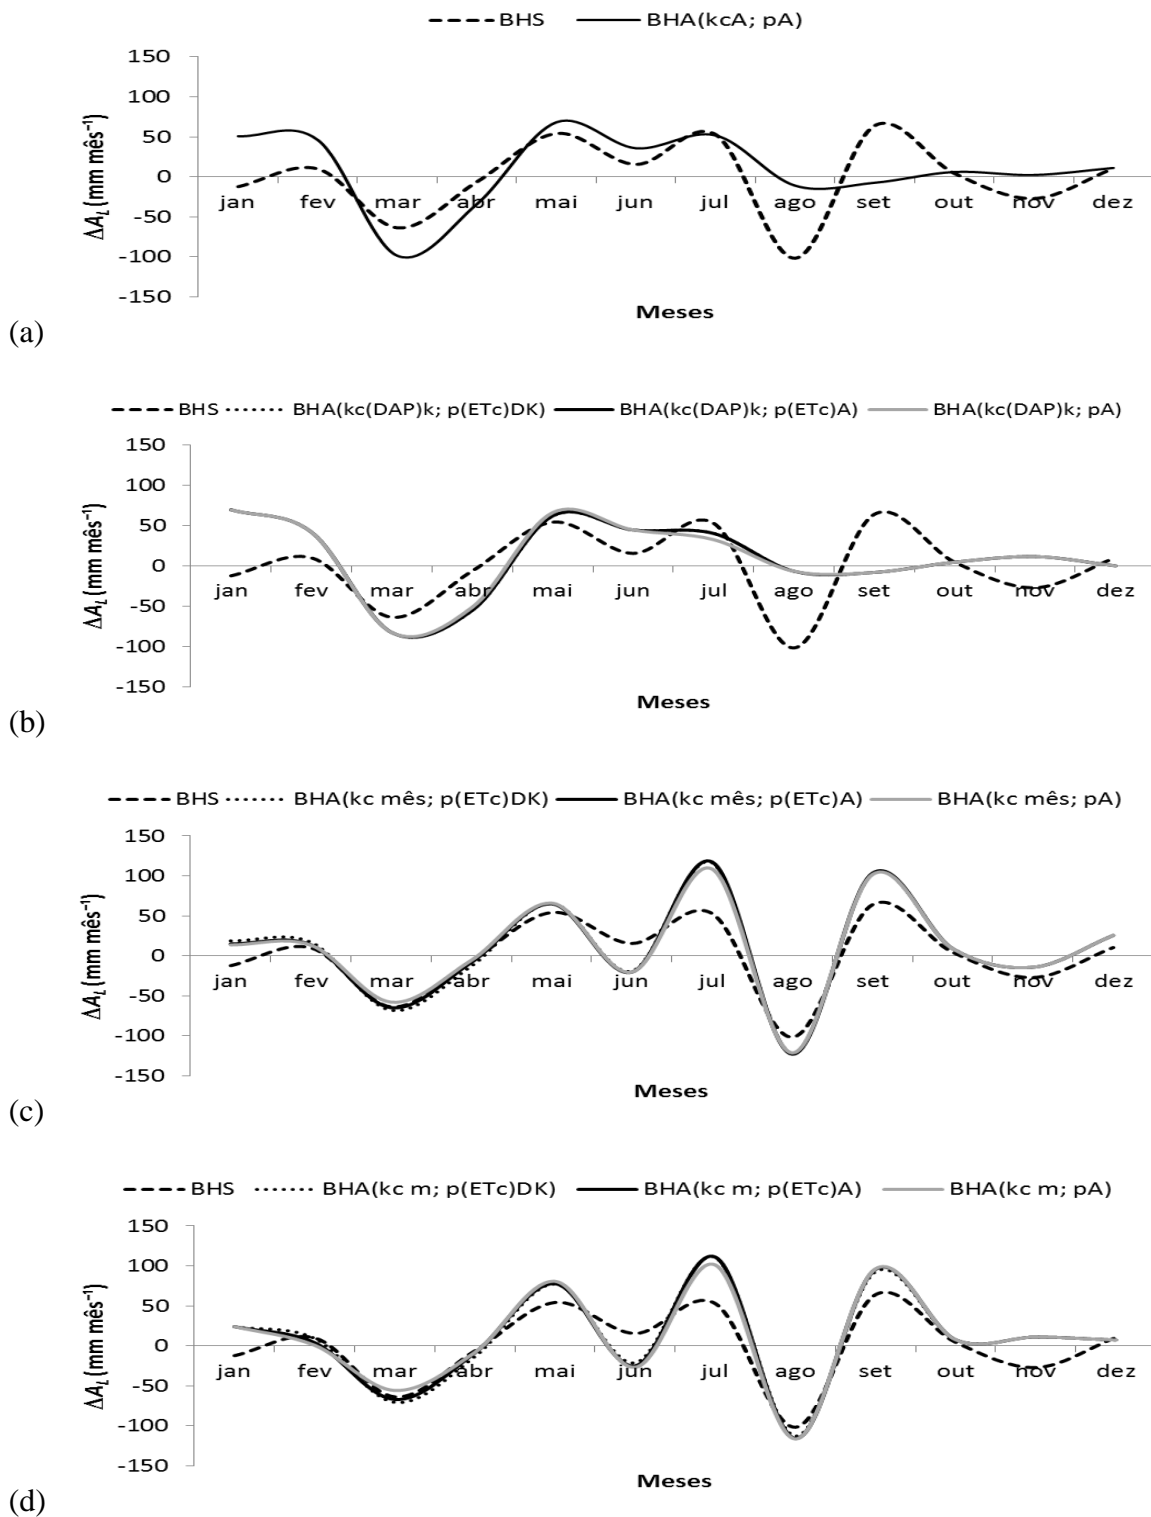 BHS BHA(kcA; pA)
150
100
50
0
-50
-100
-150
ΔA_L (mm mês⁻¹)
jan fev mar abr mai jun jul ago set out nov dez
Meses
(a)
BHS BHA(kc(DAP)k; p(ETc)DK) BHA(kc(DAP)k; p(ETc)A) BHA(kc(DAP)k; pA)
150
100
50
0
-50
-100
-150
ΔA_L (mm mês⁻¹)
jan fev mar abr mai jun jul ago set out nov dez
Meses
(b)
BHS BHA(kc mês; p(ETc)DK) BHA(kc mês; p(ETc)A) BHA(kc mês; pA)
150
100
50
0
-50
-100
-150
ΔA_L (mm mês⁻¹)
jan fev mar abr mai jun jul ago set out nov dez
Meses
(c)
BHS BHA(kc m; p(ETc)DK) BHA(kc m; p(ETc)A) BHA(kc m; pA)
150
100
50
0
-50
-100
-150
ΔA_L (mm mês⁻¹)
jan fev mar abr mai jun jul ago set out nov dez
Meses
(d)